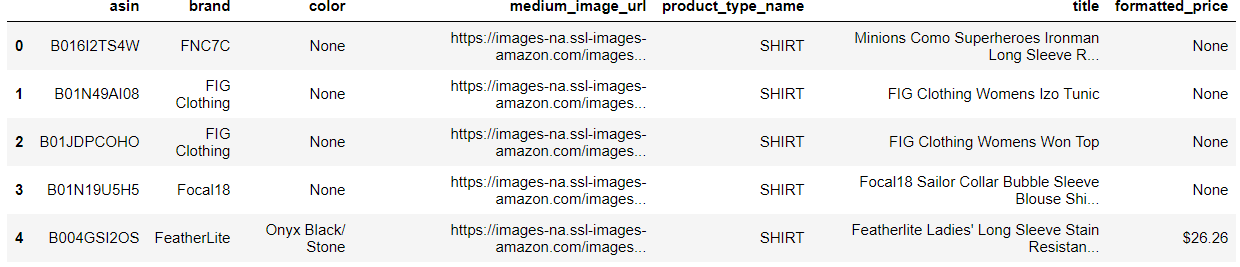 asin brand color medium_image_url product_type_name title formatted_price
0 B016I2TS4W FNC7C None https://images-na.ssl-images- SHIRT Minions Como Superheroes Ironman None
amazon.com/images... Long Sleeve R...
1 B01N49AI08 FIG None https://images-na.ssl-images- SHIRT FIG Clothing Womens Izo Tunic None
Clothing amazon.com/images...
2 B01JDPCOHO FIG None https://images-na.ssl-images- SHIRT FIG Clothing Womens Won Top None
Clothing amazon.com/images...
3 B01N19U5H5 Focal18 None https://images-na.ssl-images- SHIRT Focal18 Sailor Collar Bubble Sleeve None
amazon.com/images... Blouse Shi...
4 B004GSI2OS FeatherLite Onyx Black/ https://images-na.ssl-images- SHIRT Featherlite Ladies' Long Sleeve Stain $26.26
Stone amazon.com/images... Resistan...